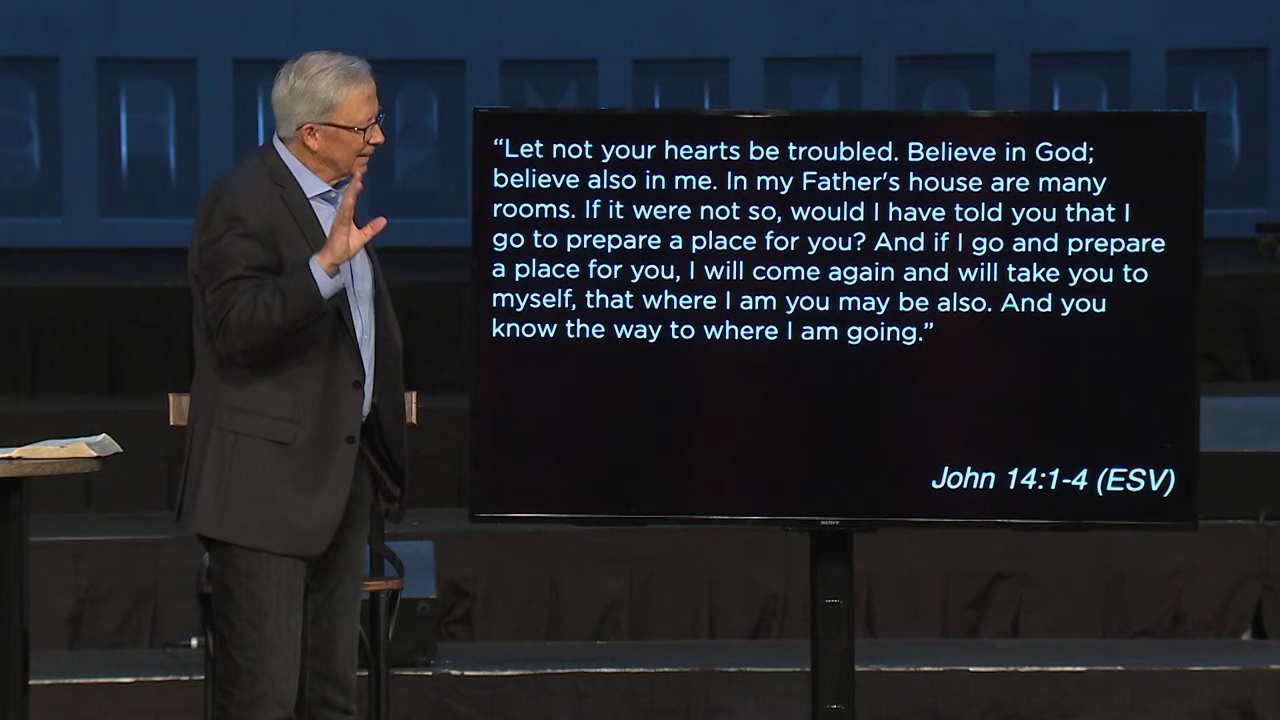 “Let not your hearts be troubled. Believe in God;
believe also in me. In my Father's house are many
rooms. If it were not so, would I have told you that I
go to prepare a place for you? And if I go and prepare
a place for you, I will come again and will take you to
myself, that where I am you may be also. And you
know the way to where I am going.”
John 14:1-4 (ESV)
SONY